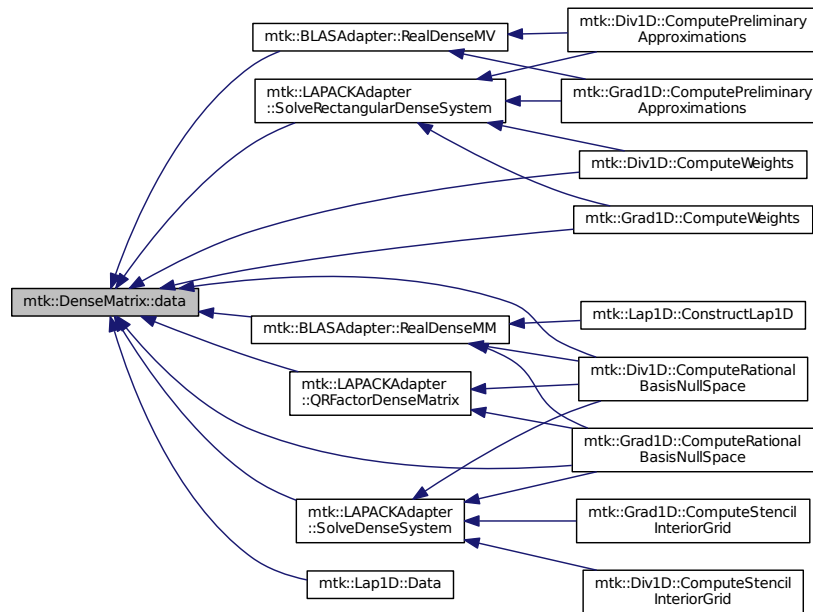 mtk::DenseMatrix::data
mtk::BLASAdapter::RealDenseMV
mtk::LAPACKAdapter
::SolveRectangularDenseSystem
mtk::BLASAdapter::RealDenseMM
mtk::LAPACKAdapter
::QRFactorDenseMatrix
mtk::LAPACKAdapter
::SolveDenseSystem
mtk::Lap1D::Data
mtk::Div1D::ComputePreliminary
Approximations
mtk::Grad1D::ComputePreliminary
Approximations
mtk::Div1D::ComputeWeights
mtk::Grad1D::ComputeWeights
mtk::Lap1D::ConstructLap1D
mtk::Div1D::ComputeRational
BasisNullSpace
mtk::Grad1D::ComputeRational
BasisNullSpace
mtk::Grad1D::ComputeStencil
InteriorGrid
mtk::Div1D::ComputeStencil
InteriorGrid